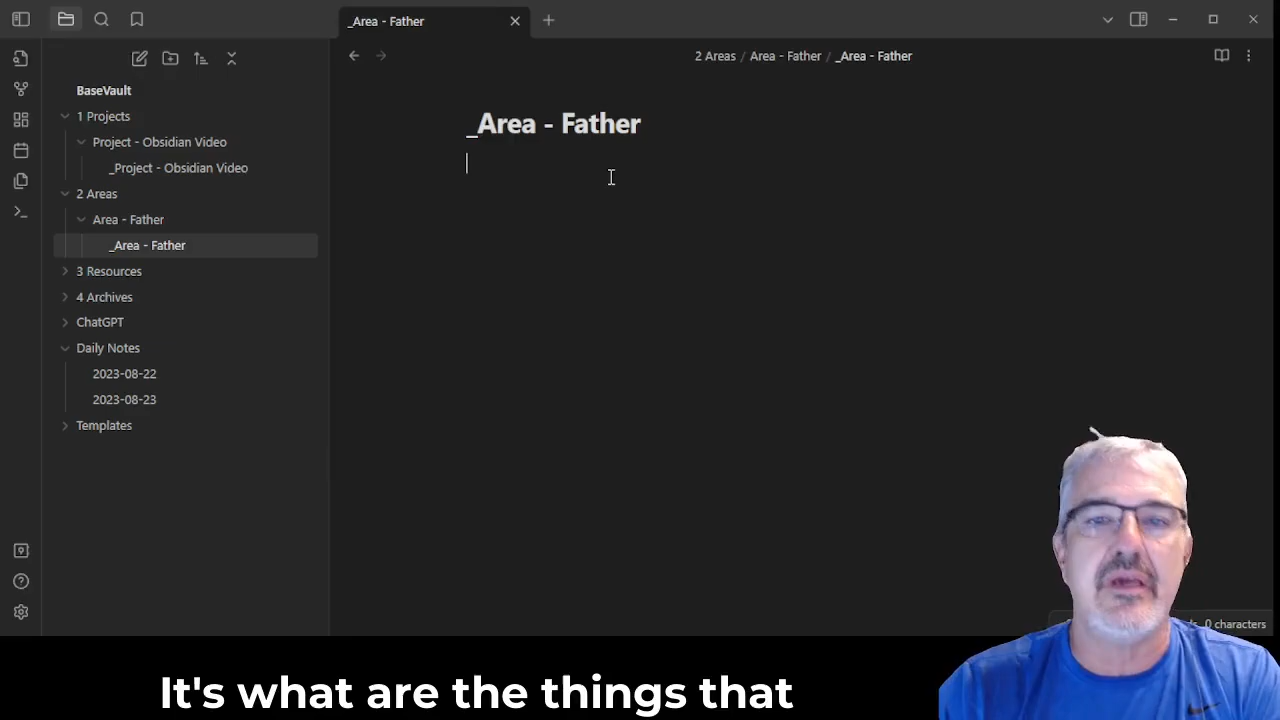 _Area - Father
2 Areas / Area - Father / _Area - Father
BaseVault
1 Projects
Project - Obsidian Video
_Project - Obsidian Video
2 Areas
Area - Father
_Area - Father
3 Resources
4 Archives
ChatGPT
Daily Notes
2023-08-22
2023-08-23
Templates
_Area - Father
0 characters
It's what are the things that